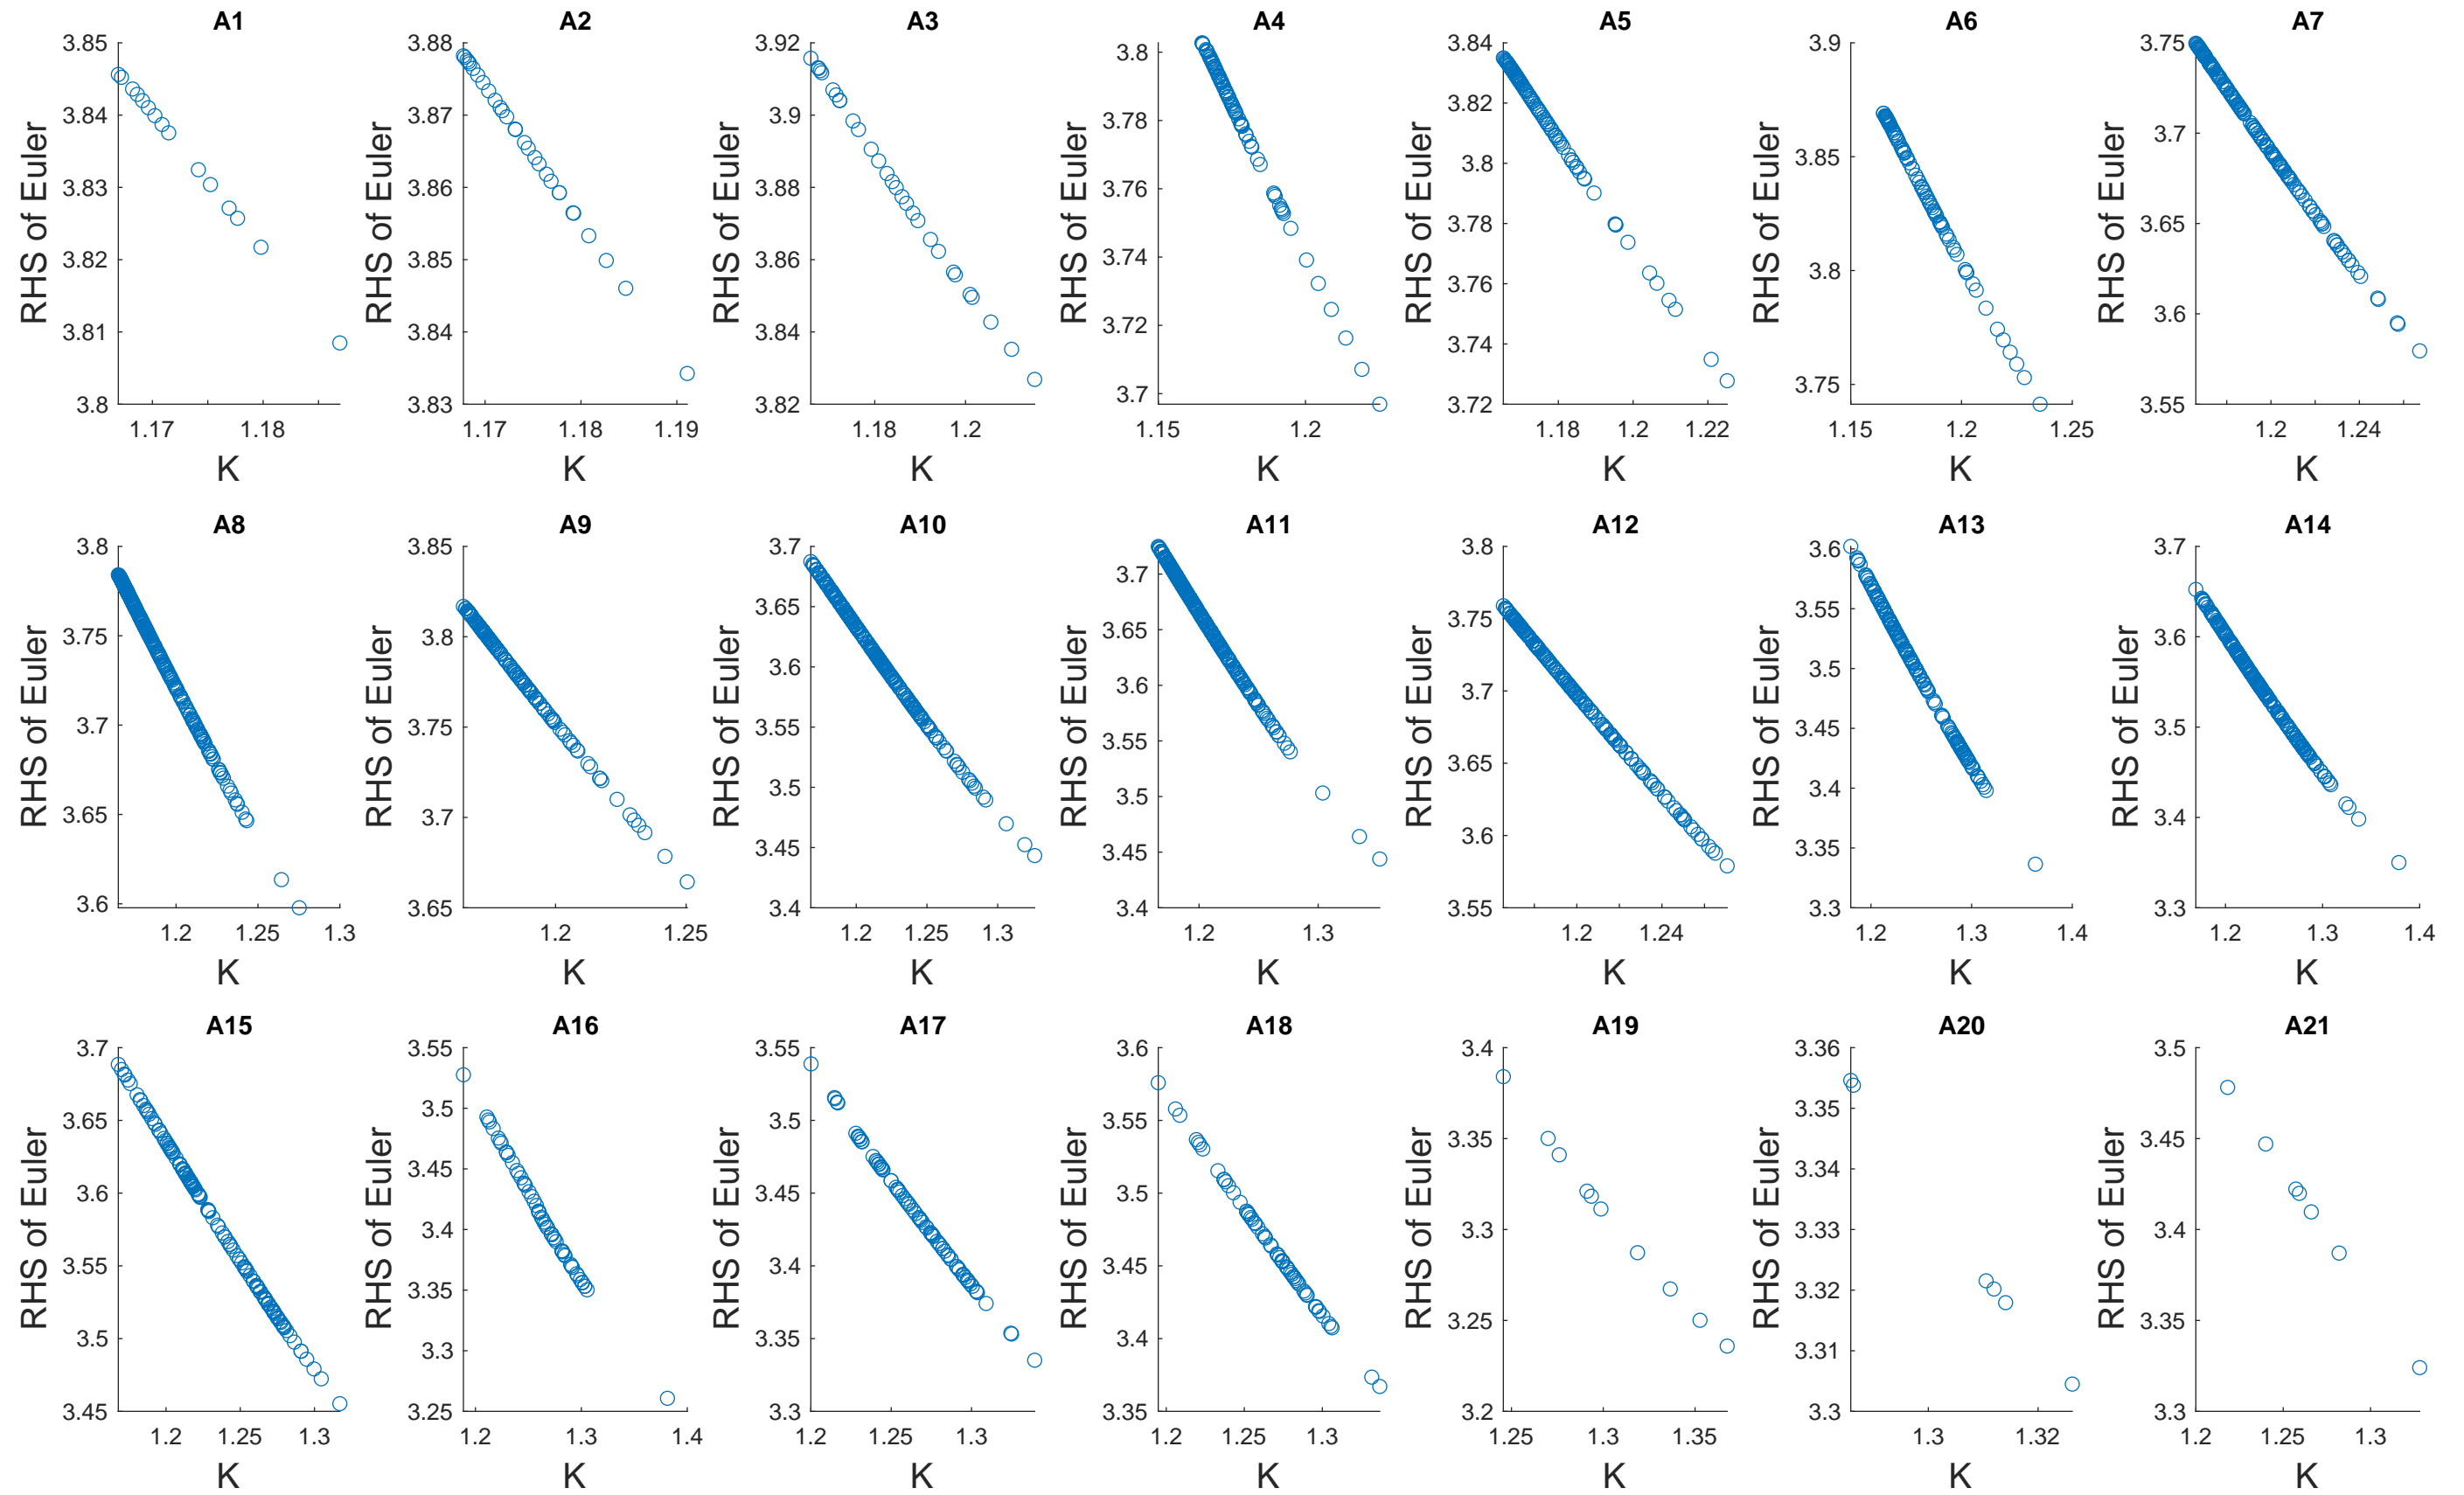 A1 A2 A3 A4 A5 A6 A7
RHS of Euler
3.85
3.84
3.83
3.82
3.81
3.8
1.17 1.18
K
RHS of Euler
3.88
3.87
3.86
3.85
3.84
3.83
1.17 1.18 1.19
K
RHS of Euler
3.92
3.9
3.88
3.86
3.84
3.82
1.18 1.2
K
RHS of Euler
3.8
3.78
3.76
3.74
3.72
3.7
1.15 1.2
K
RHS of Euler
3.84
3.82
3.8
3.78
3.76
3.74
3.72
1.18 1.2 1.22
K
RHS of Euler
3.9
3.85
3.8
3.75
1.15 1.2 1.25
K
RHS of Euler
3.75
3.7
3.65
3.6
3.55
1.2 1.24
K
A8 A9 A10 A11 A12 A13 A14
RHS of Euler
3.8
3.75
3.7
3.65
3.6
1.2 1.25 1.3
K
RHS of Euler
3.85
3.8
3.75
3.7
3.65
1.2 1.25
K
RHS of Euler
3.7
3.65
3.6
3.55
3.5
3.45
3.4
1.2 1.25 1.3
K
RHS of Euler
3.7
3.65
3.6
3.55
3.5
3.45
3.4
1.2 1.3
K
RHS of Euler
3.8
3.75
3.7
3.65
3.6
3.55
1.2 1.24
K
RHS of Euler
3.6
3.55
3.5
3.45
3.4
3.35
3.3
1.2 1.3 1.4
K
RHS of Euler
3.7
3.6
3.5
3.4
3.3
1.2 1.3 1.4
K
A15 A16 A17 A18 A19 A20 A21
RHS of Euler
3.7
3.65
3.6
3.55
3.5
3.45
1.2 1.25 1.3
K
RHS of Euler
3.55
3.5
3.45
3.4
3.35
3.3
3.25
1.2 1.3 1.4
K
RHS of Euler
3.55
3.5
3.45
3.4
3.35
3.3
1.2 1.25 1.3
K
RHS of Euler
3.6
3.55
3.5
3.45
3.4
3.35
1.2 1.25 1.3
K
RHS of Euler
3.4
3.35
3.3
3.25
3.2
1.25 1.3 1.35
K
RHS of Euler
3.36
3.35
3.34
3.33
3.32
3.31
3.3
1.3 1.32
K
RHS of Euler
3.5
3.45
3.4
3.35
3.3
1.2 1.25 1.3
K